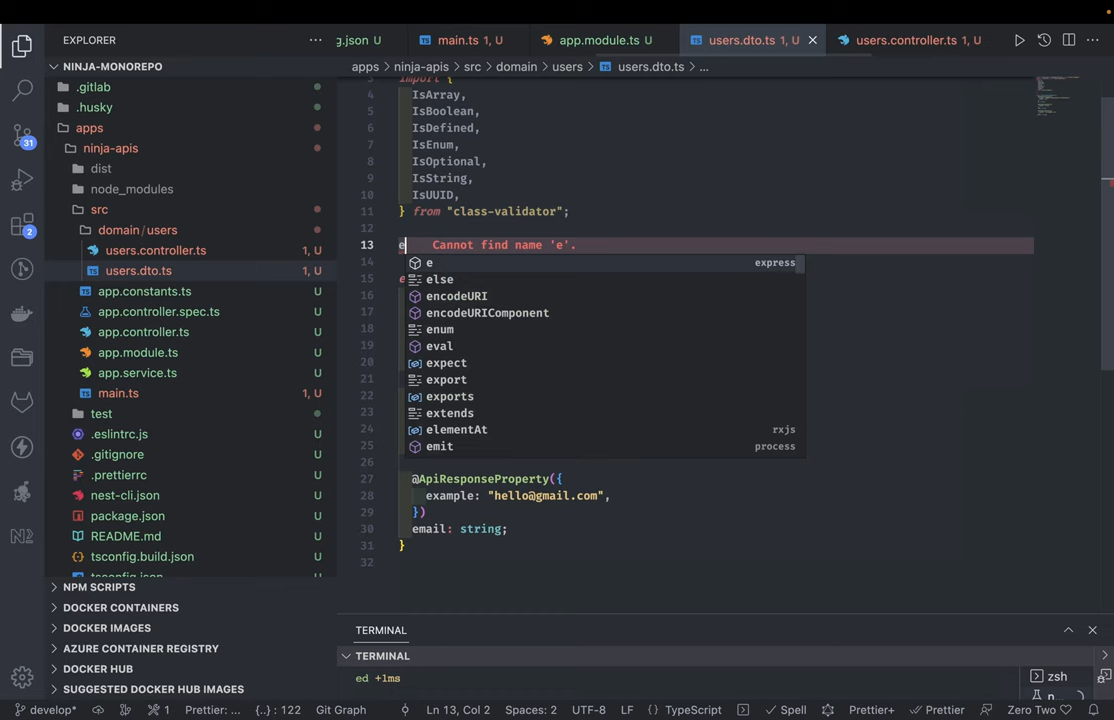 EXPLORER
NINJA-MONOREPO
.gitlab
.husky
apps
ninja-apis
dist
node_modules
src
domain/users
users.controller.ts 1, U
users.dto.ts 1, U
app.constants.ts U
app.controller.spec.ts U
app.controller.ts U
app.module.ts U
app.service.ts U
main.ts 1, U
test
.eslintrc.js U
.gitignore U
.prettierrc U
nest-cli.json U
package.json U
README.md U
tsconfig.build.json U
tsconfig.json U
NPM SCRIPTS
DOCKER CONTAINERS
DOCKER IMAGES
AZURE CONTAINER REGISTRY
DOCKER HUB
SUGGESTED DOCKER HUB IMAGES
31
2
N2
g.json U main.ts 1, U app.module.ts U users.dto.ts 1, U users.controller.ts 1, U
apps > ninja-apis > src > domain > users > users.dto.ts > ...
3 import {
4 IsArray,
5 IsBoolean,
6 IsDefined,
7 IsEnum,
8 IsOptional,
9 IsString,
10 IsUUID,
11 } from "class-validator";
12
13 e Cannot find name 'e'.
14
15 e
16
17
18
19
20
21
22
23
24
25
26
27 @ApiResponseProperty({
28 example: "hello@gmail.com",
29 })
30 email: string;
31 }
32
e express
else
encodeURI
encodeURIComponent
enum
eval
expect
export
exports
extends
elementAt rxjs
emit process
TERMINAL
TERMINAL
ed +1ms
zsh
n...
develop* 1 Prettier: ... {..} : 122 Git Graph Ln 13, Col 2 Spaces: 2 UTF-8 LF TypeScript Spell Prettier+ Prettier Zero Two